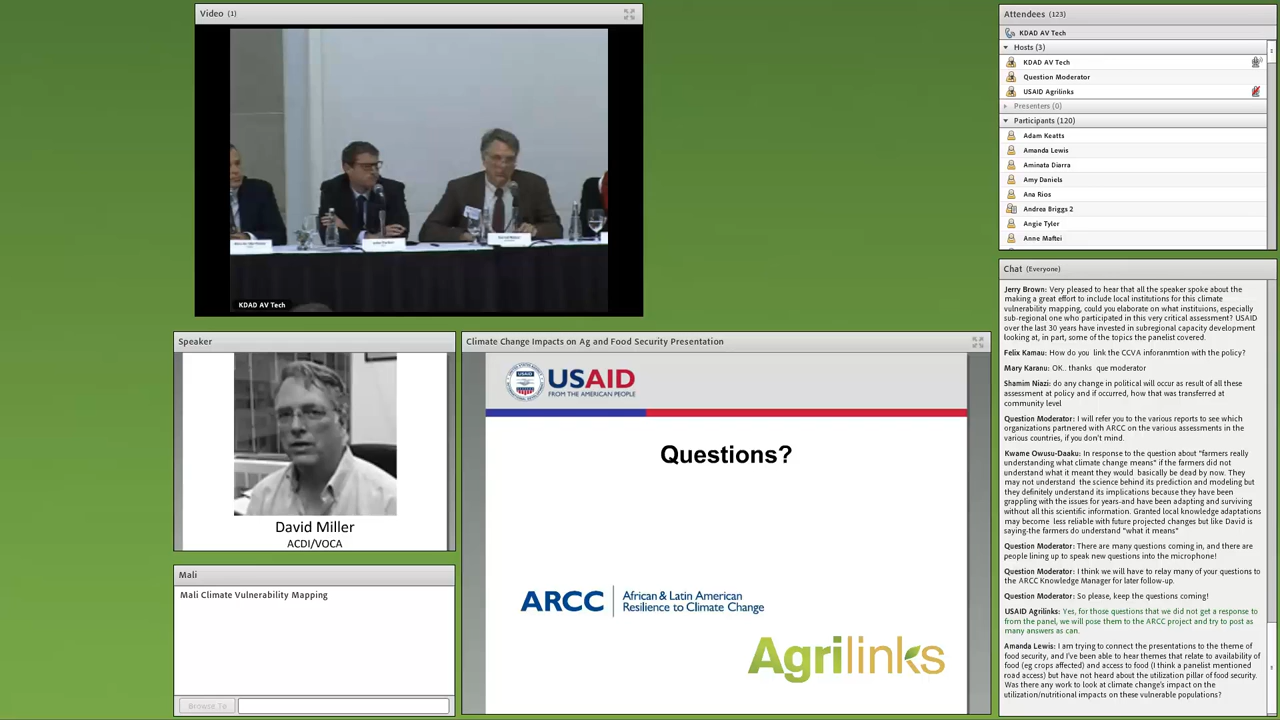 Video (1)
KDAD AV Tech
Speaker
David Miller
ACDI/VOCA
Mali
Mali Climate Vulnerability Mapping
Browse To
Climate Change Impacts on Ag and Food Security Presentation
USAID
FROM THE AMERICAN PEOPLE
Questions?
ARCC
African & Latin American
Resilience to Climate Change
Agrilinks
Attendees (123)
KDAD AV Tech
Hosts (3)
KDAD AV Tech
Question Moderator
USAID Agrilinks
Presenters (0)
Participants (120)
Adam Keatts
Amanda Lewis
Aminata Diarra
Amy Daniels
Ana Rios
Andrea Briggs 2
Angie Tyler
Anne Maftei
Chat (Everyone)
Jerry Brown: Very pleased to hear that all the speaker spoke about the
making a great effort to include local institutions for this climate
vulnerability mapping, could you elaborate on what instituions, especially
sub-regional one who participated in this very critical assessment? USAID
over the last 30 years have invested in subregional capacity development
looking at, in part, some of the topics the panelist covered.
Felix Kamau: How do you link the CCVA inforanmtion with the policy?
Mary Karanu: OK.. thanks que moderator
Shamim Niazi: do any change in political will occur as result of all these
assessment at policy and if occurred, how that was transferred at
community level
Question Moderator: I will refer you to the various reports to see which
organizations partnered with ARCC on the various assessments in the
various countries, if you don't mind.
Kwame Owusu-Daaku: In response to the question about "farmers really
understanding what climate change means" if the farmers did not
understand what it meant they would basically be dead by now. They
may not understand the science behind its prediction and modeling but
they definitely understand its implications because they have been
grappling with the issues for years-and have been adapting and surviving
without all this scientific information. Granted local knowledge adaptations
may become less reliable with future projected changes but like David is
saying-the farmers do understand "what it means"
Question Moderator: There are many questions coming in, and there are
people lining up to speak new questions into the microphone!
Question Moderator: I think we will have to relay many of your questions to
the ARCC Knowledge Manager for later follow-up.
Question Moderator: So please, keep the questions coming!
USAID Agrilinks: Yes, for those questions that we did not get a response to
from the panel, we will pose them to the ARCC project and try to post as
many answers as can.
Amanda Lewis: I am trying to connect the presentations to the theme of
food security, and I've been able to hear themes that relate to availability of
food (eg crops affected) and access to food (I think a panelist mentioned
road access) but have not heard about the utilization pillar of food security.
Was there any work to look at climate change's impact on the
utilization/nutritional impacts on these vulnerable populations?